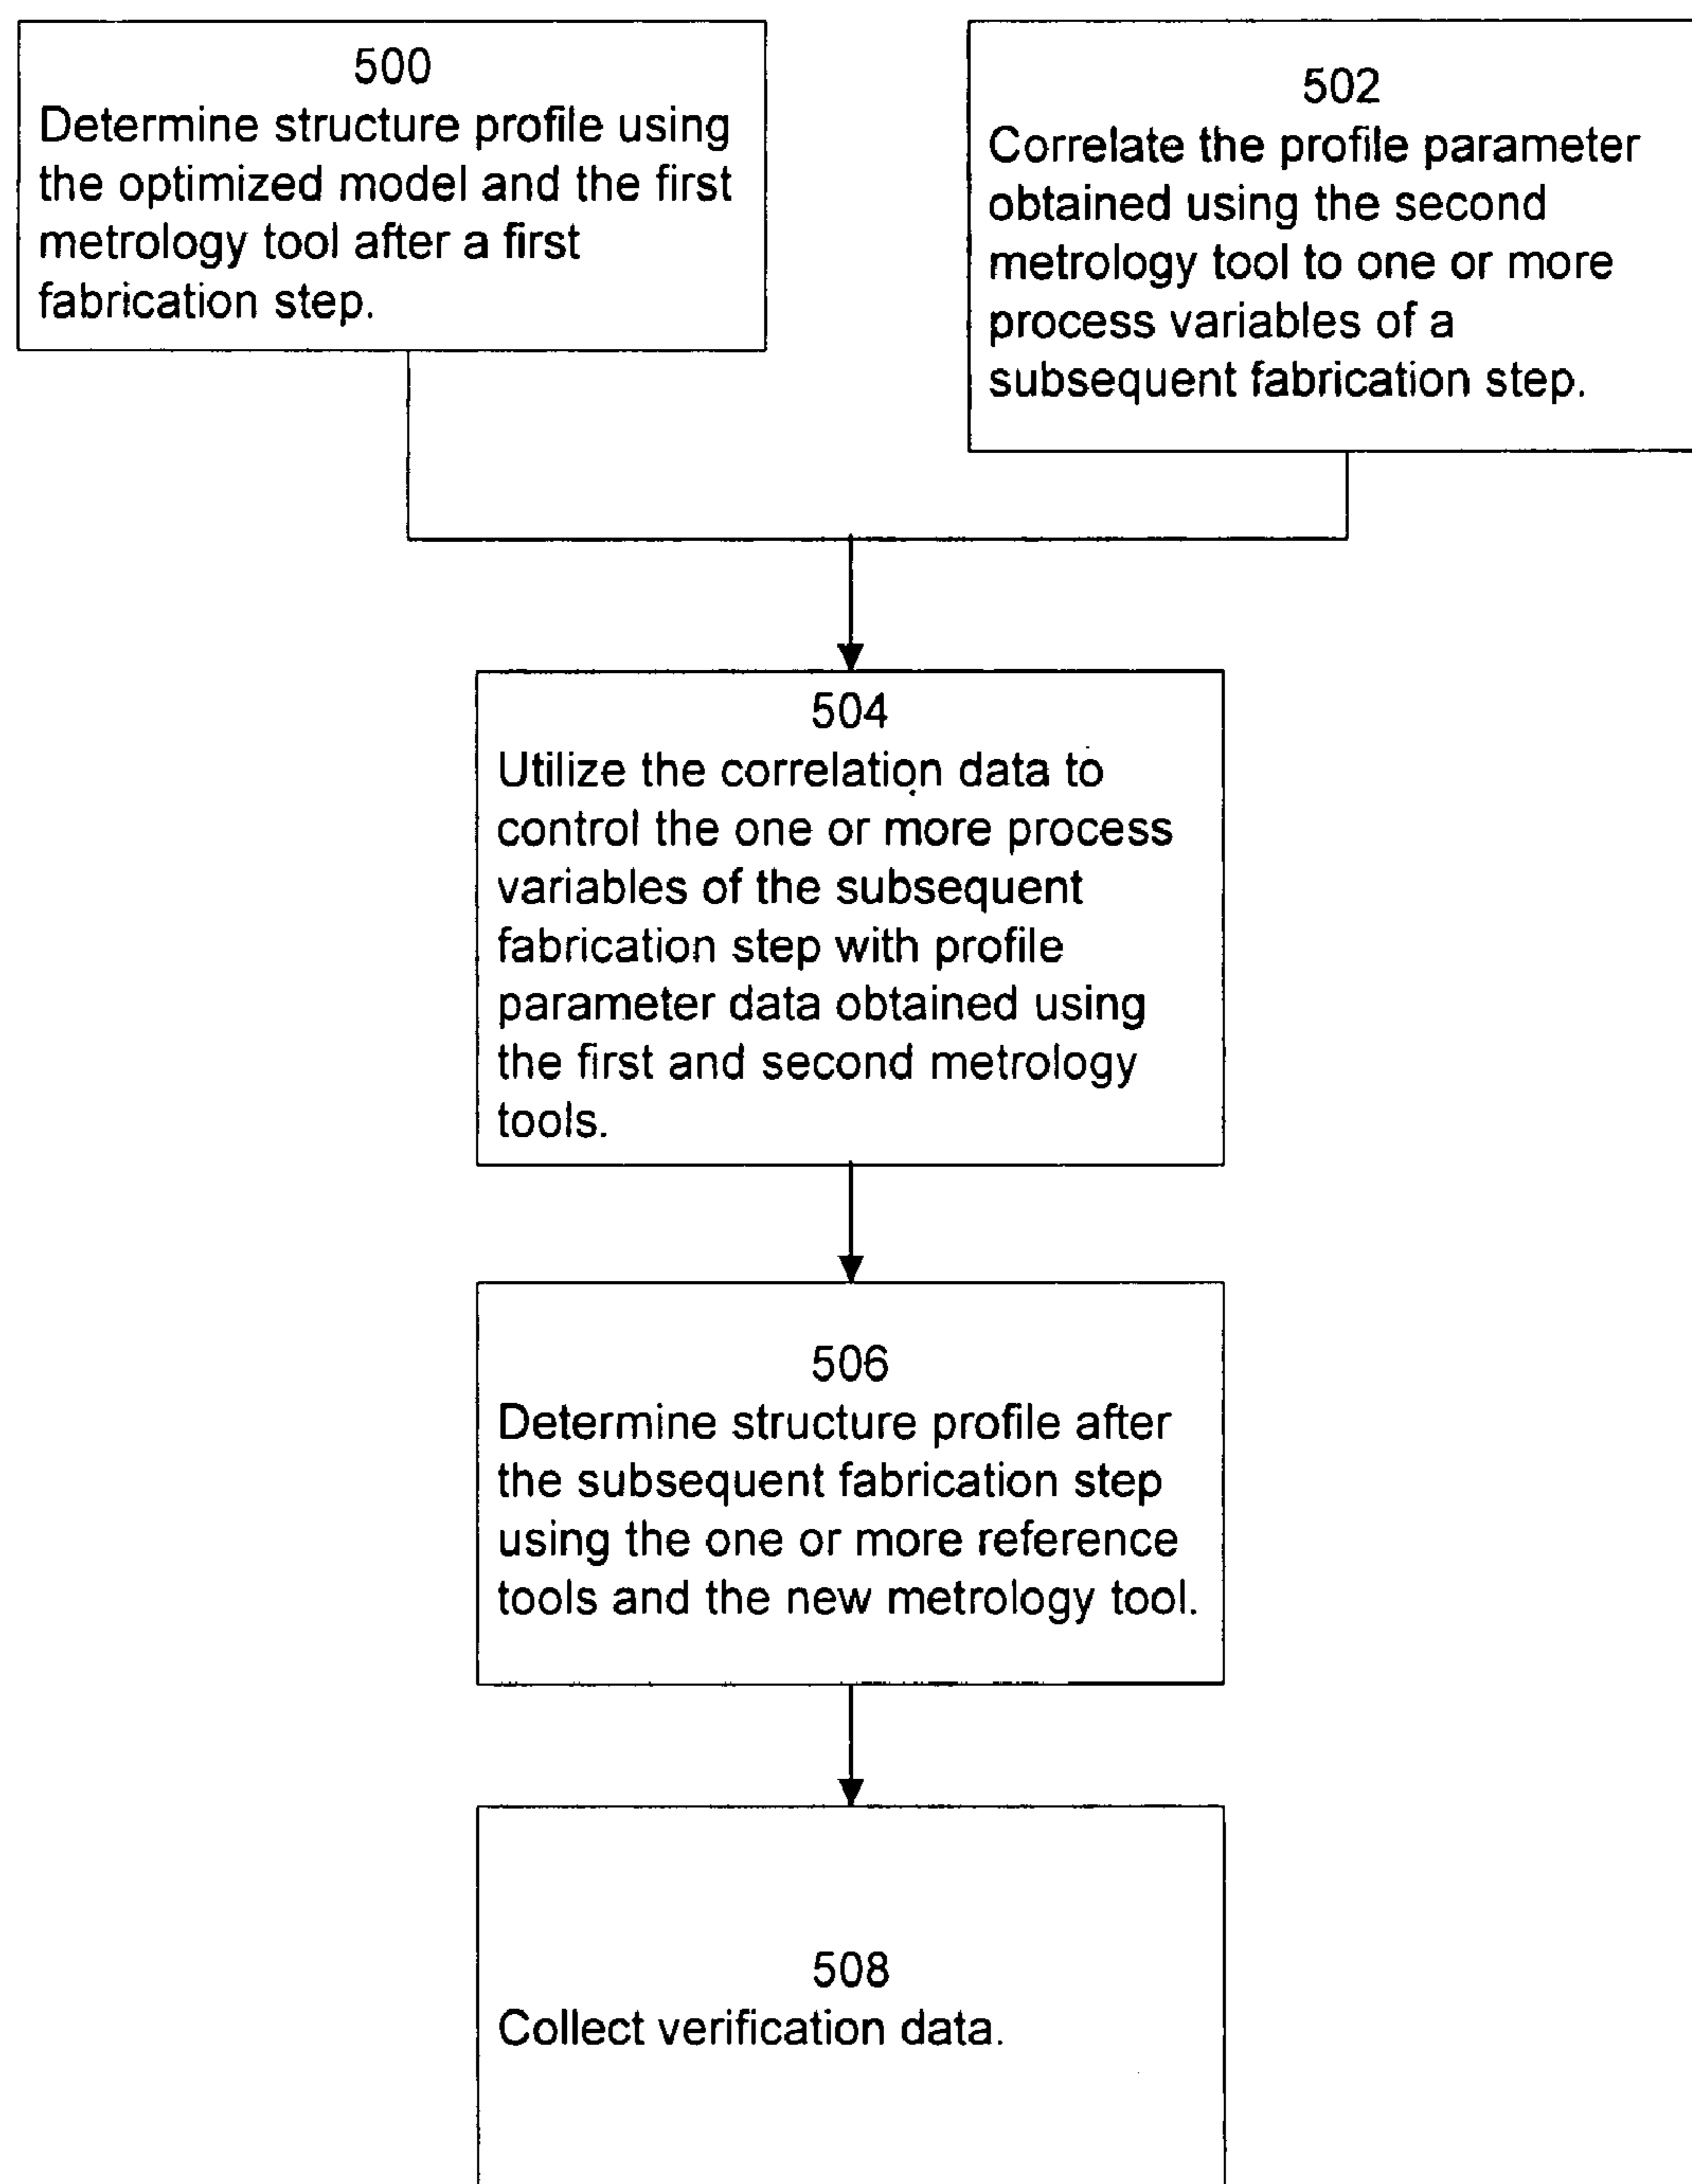 500
Determine structure profile using
the optimized model and the first
metrology tool after a first
fabrication step.
502
Correlate the profile parameter
obtained using the second
metrology tool to one or more
process variables of a
subsequent fabrication step.
504
Utilize the correlation data to
control the one or more process
variables of the subsequent
fabrication step with profile
parameter data obtained using
the first and second metrology
tools.
506
Determine structure profile after
the subsequent fabrication step
using the one or more reference
tools and the new metrology tool.
508
Collect verification data.